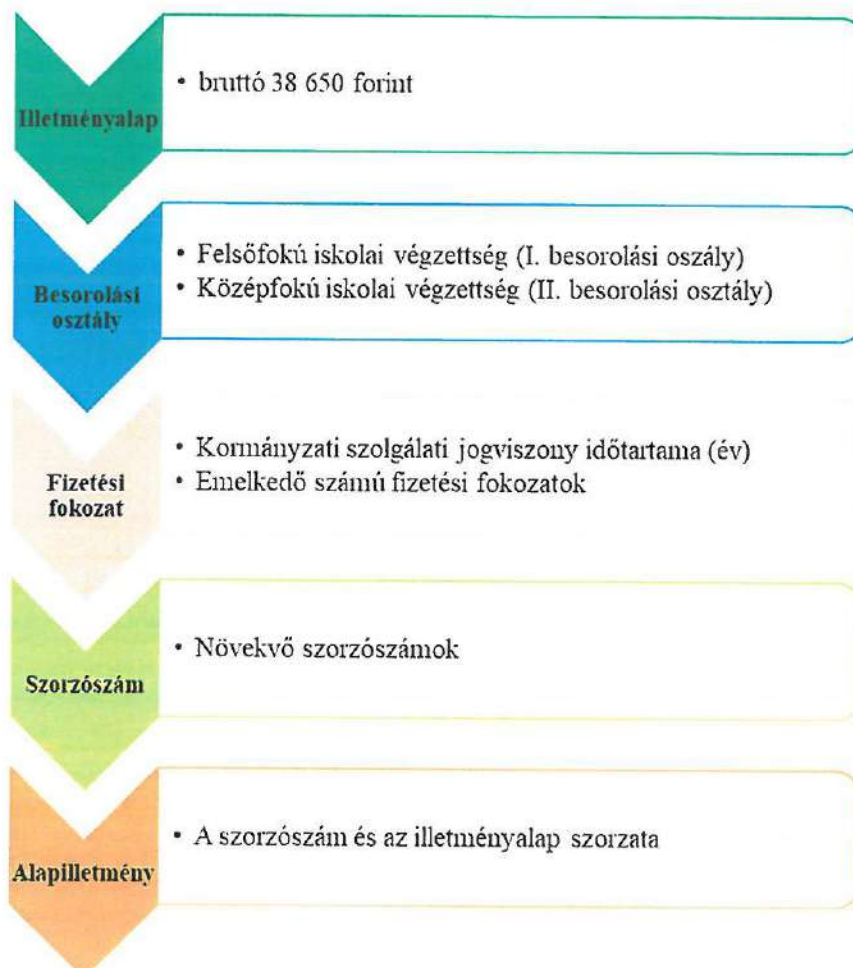 Illetményalap
• bruttó 38 650 forint
Besorolási
osztály
• Felsőfokú iskolai végzettség (I. besorolási oszály)
• Középfokú iskolai végzettség (II. besorolási osztály)
Fizetési
fokozat
• Kormányzati szolgálati jogviszony időtartama (év)
• Emelkedő számú fizetési fokozatok
Szorzószám
• Növekvő szorzószámok
Alapilletmény
• A szorzószám és az illetményalap szorzata